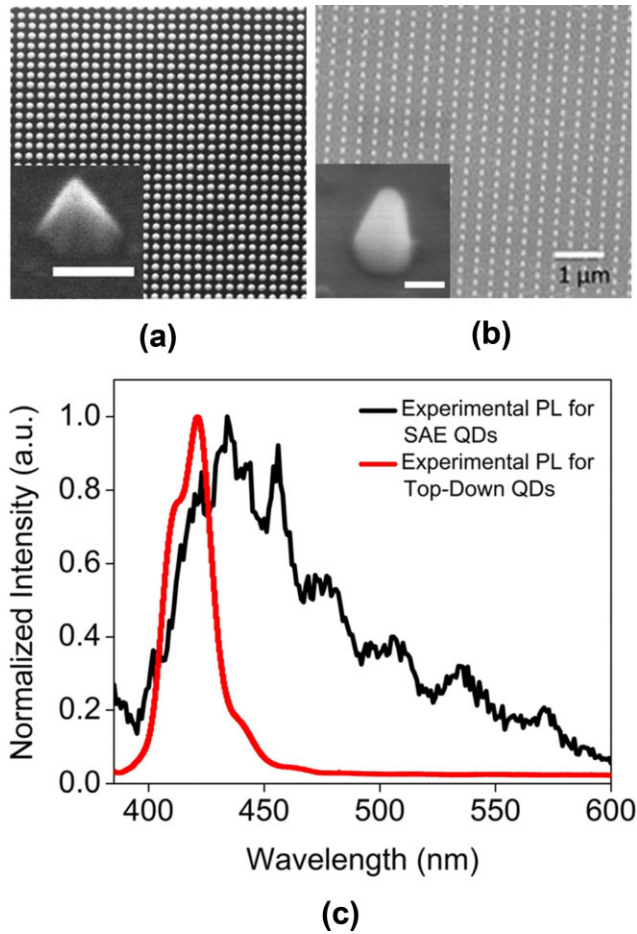 1 μm
(a)
(b)
Normalized Intensity (a.u.)
1.0
0.8
0.6
0.4
0.2
0.0
Experimental PL for
SAE QDs
Experimental PL for
Top-Down QDs
400
450
500
550
600
Wavelength (nm)
(c)